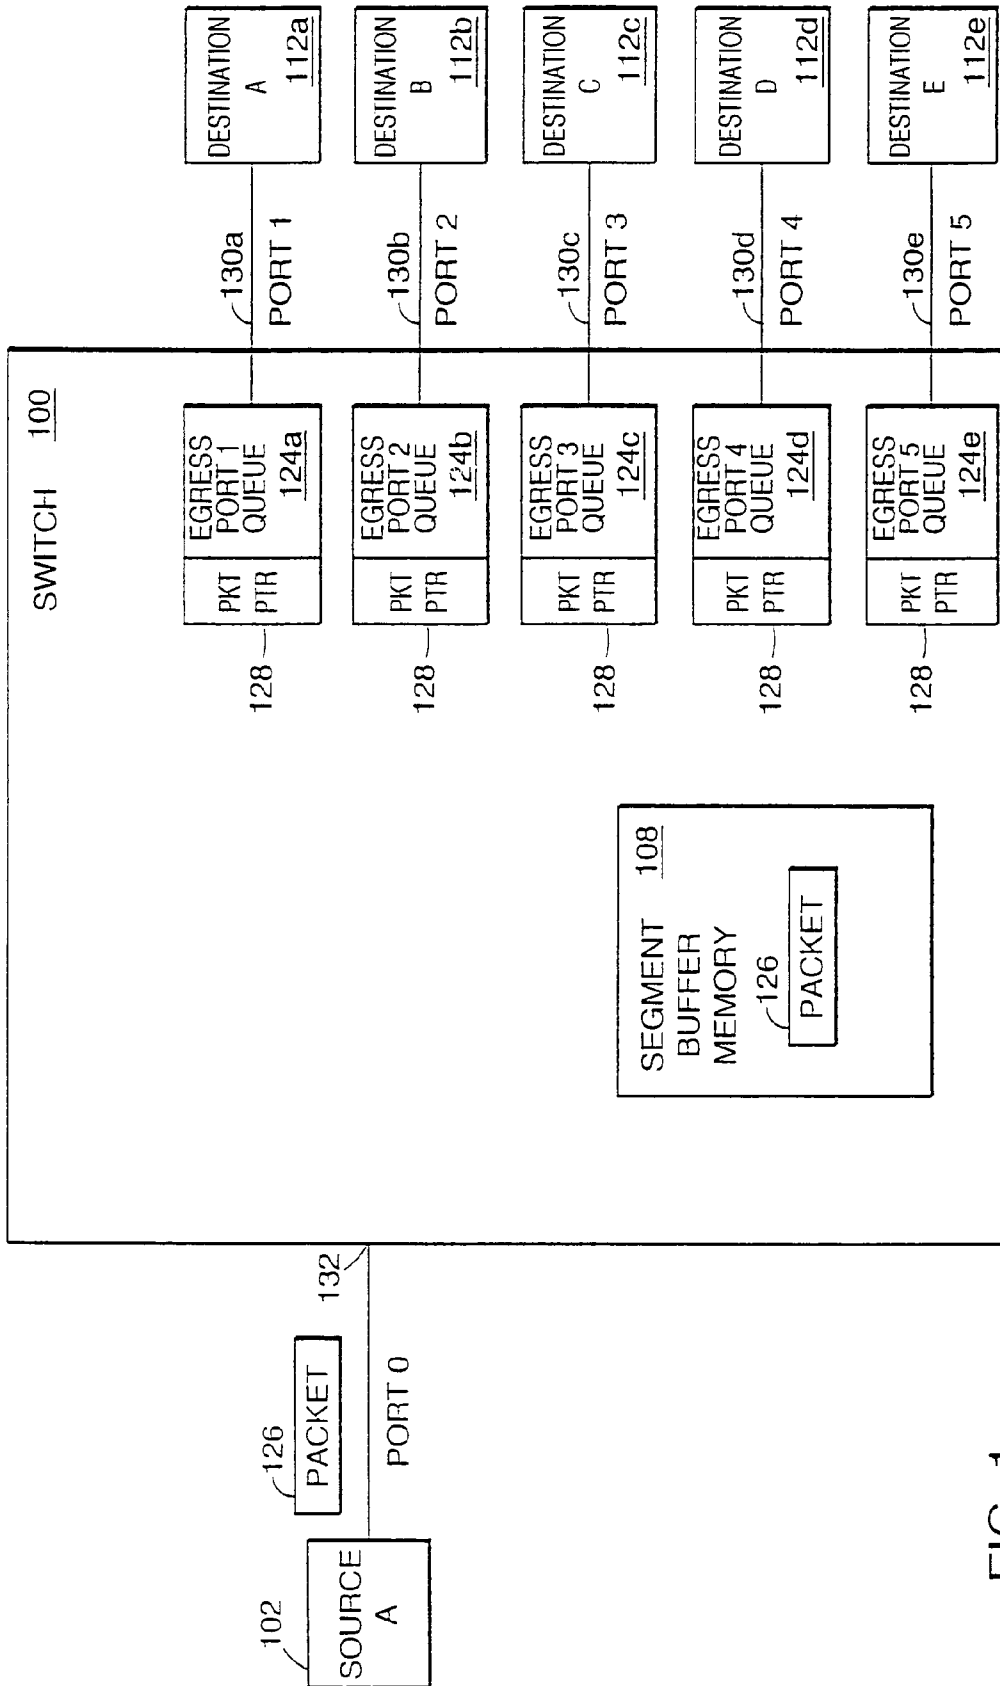 SWITCH 100
102
SOURCE
A
126
PACKET
PORT 0
132
SEGMENT 108
BUFFER
MEMORY
126
PACKET
128
PKT
PTR
EGRESS
PORT 1
QUEUE
124a
130a
PORT 1
DESTINATION
A
112a
128
PKT
PTR
EGRESS
PORT 2
QUEUE
124b
130b
PORT 2
DESTINATION
B
112b
128
PKT
PTR
EGRESS
PORT 3
QUEUE
124c
130c
PORT 3
DESTINATION
C
112c
128
PKT
PTR
EGRESS
PORT 4
QUEUE
124d
130d
PORT 4
DESTINATION
D
112d
128
PKT
PTR
EGRESS
PORT 5
QUEUE
124e
130e
PORT 5
DESTINATION
E
112e
FIG. 1